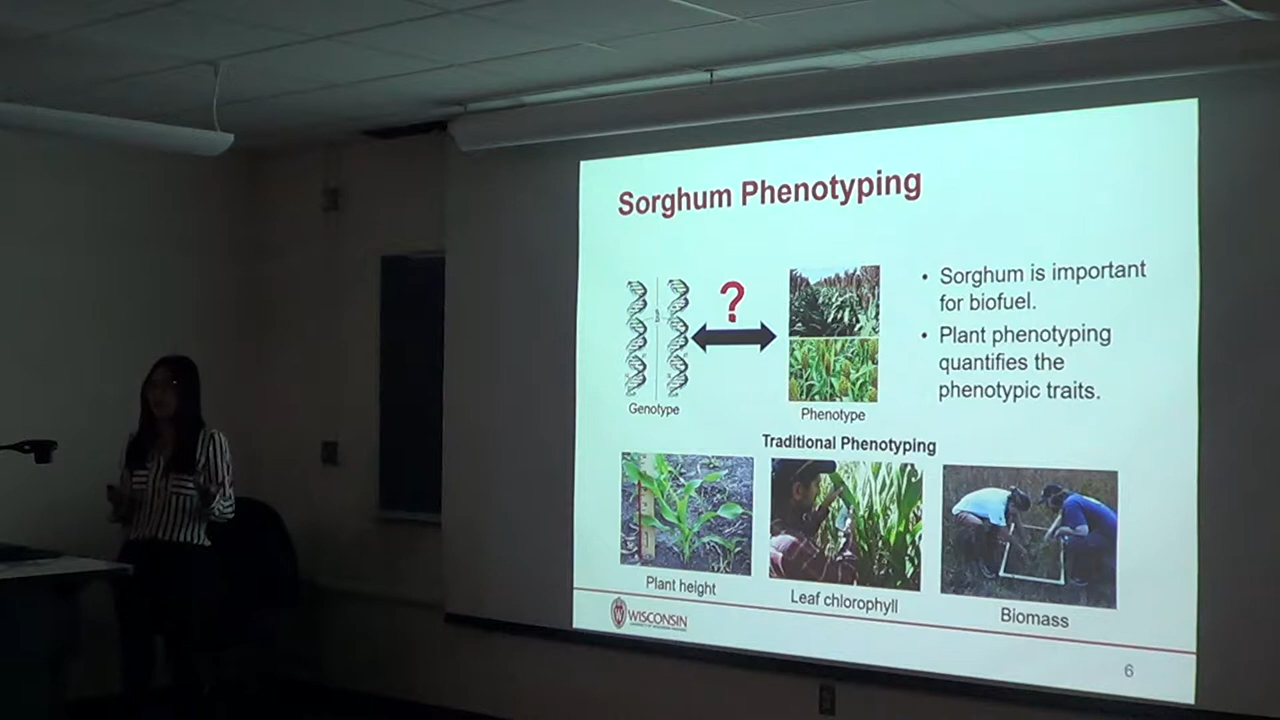 Sorghum Phenotyping
?
Genotype
Phenotype
• Sorghum is important
for biofuel.
• Plant phenotyping
quantifies the
phenotypic traits.
Traditional Phenotyping
Plant height
Leaf chlorophyll
Biomass
WISCONSIN
6